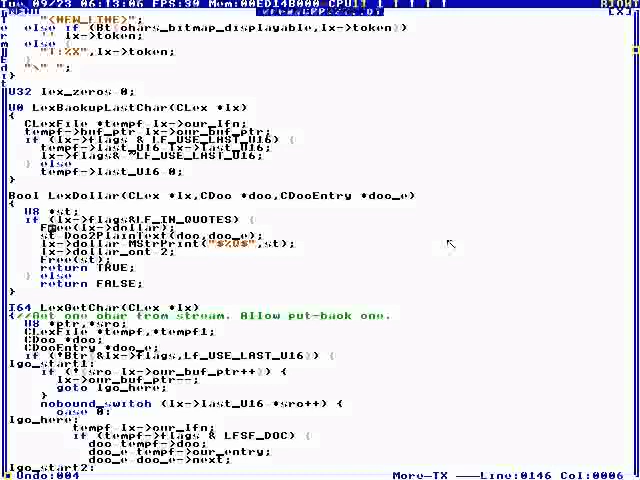 Tue 09/23 06:13:06 FPS:30 Mem:00ED14B000 CPU
MENU [X]
"<NEW_LINE>";
else if (Bt(chars_bitmap_displayable,lx->token))
'' lx->token;
else
"T:%X",lx->token;
"\" ";
}
U32 lex_zeros 0;
U0 LexBackupLastChar(CLex *lx)
{
CLexFile *tempf lx->cur_lfn;
tempf->buf_ptr lx->cur_buf_ptr;
if (lx->flags & LF_USE_LAST_U16) {
tempf->last_U16 lx->last_U16;
lx->flags& ~LF_USE_LAST_U16;
} else
tempf->last_U16 0;
}
Bool LexDollar(CLex *lx,CDoc *doc,CDocEntry *doc_e)
{
U8 *st;
if (lx->flags&LF_IN_QUOTES) {
Free(lx->dollar);
st Doc2PlainText(doc,doc_e);
lx->dollar MStrPrint("$%Q$",st);
lx->dollar_cnt 2;
Free(st);
return TRUE;
} else
return FALSE;
}
I64 LexGetChar(CLex *lx)
{//Get one char from stream. Allow put-back one.
U8 *ptr,*src;
CLexFile *tempf,*tempf1;
CDoc *doc;
CDocEntry *doc_e;
if (!Btr(&lx->flags,Lf_USE_LAST_U16)) {
lgc_start1:
if (!(src lx->cur_buf_ptr++)) {
lx->cur_buf_ptr--;
goto lgc_here;
}
nobound_switch (lx->last_U16 *src++) {
case 0:
lgc_here:
tempf lx->cur_lfn;
if (tempf->flags & LFSF_DOC) {
doc tempf->doc;
doc_e tempf->cur_entry;
doc_e doc_e->next;
lgc_start2:
Undo:004 More-TX Line:0146 Col:0006